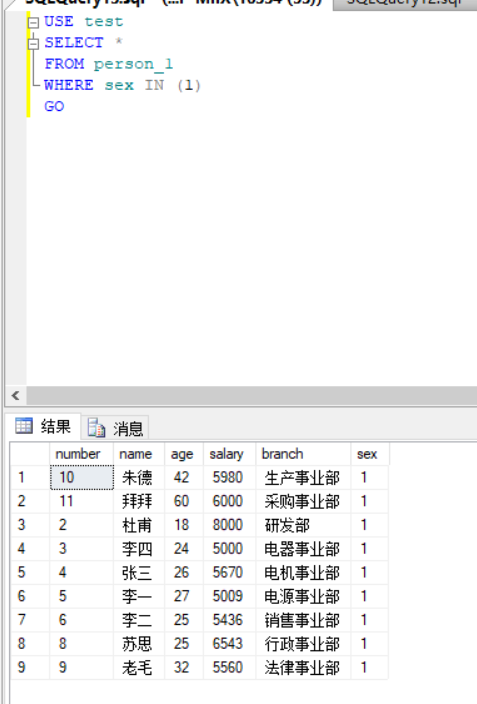 USE test
SELECT *
FROM person_1
WHERE sex IN (1)
GO
结果 消息
number name age salary branch sex
1 10 朱德 42 5980 生产事业部 1
2 11 拜拜 60 6000 采购事业部 1
3 2 杜甫 18 8000 研发部 1
4 3 李四 24 5000 电器事业部 1
5 4 张三 26 5670 电机事业部 1
6 5 李一 27 5009 电源事业部 1
7 6 李二 25 5436 销售事业部 1
8 8 苏思 25 6543 行政事业部 1
9 9 老毛 32 5560 法律事业部 1